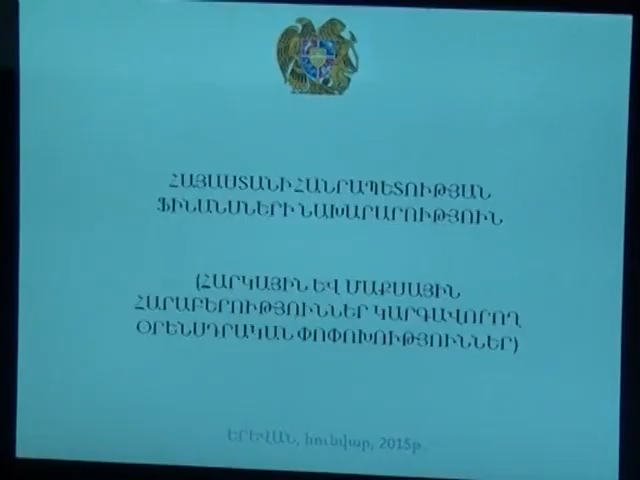 ՀԱՅԱՍՏԱՆԻ ՀԱՆՐԱՊԵՏՈՒԹՅԱՆ
ՖԻՆԱՆՍՆԵՐԻ ՆԱԽԱՐԱՐՈՒԹՅՈՒՆ
(ՀԱՐԿԱՅԻՆ ԵՎ ՄԱՔՍԱՅԻՆ
ՀԱՐԱԲԵՐՈՒԹՅՈՒՆՆԵՐ ԿԱՐԳԱՎՈՐՈՂ
ՕՐԵՆՍԴՐԱԿԱՆ ՓՈՓՈԽՈՒԹՅՈՒՆՆԵՐ)
ԵՐԵՎԱՆ, հունվար, 2015թ.